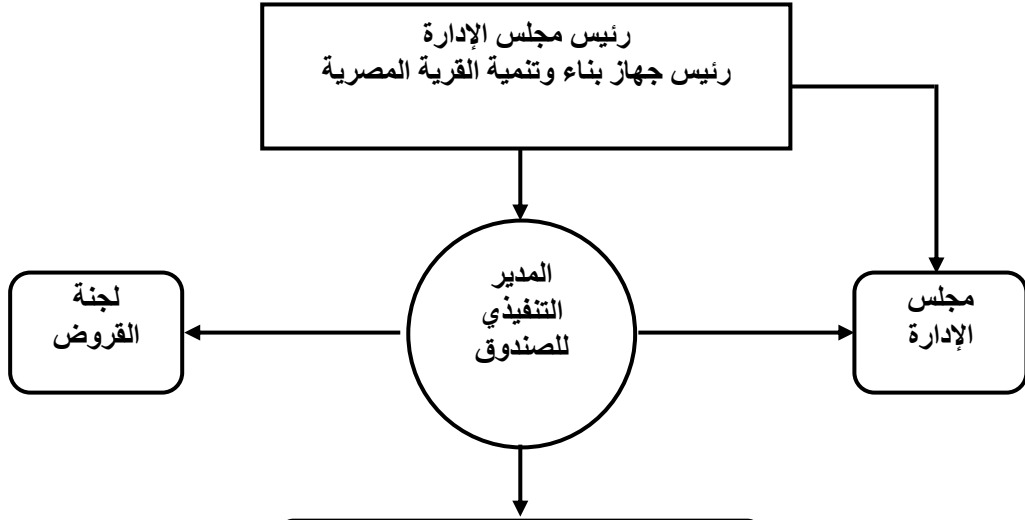 رئيس مجلس الإدارة
رئيس جهاز بناء وتنمية القرية المصرية
المدير
التنفيذي
للصندوق
مجلس
الإدارة
لجنة
القروض